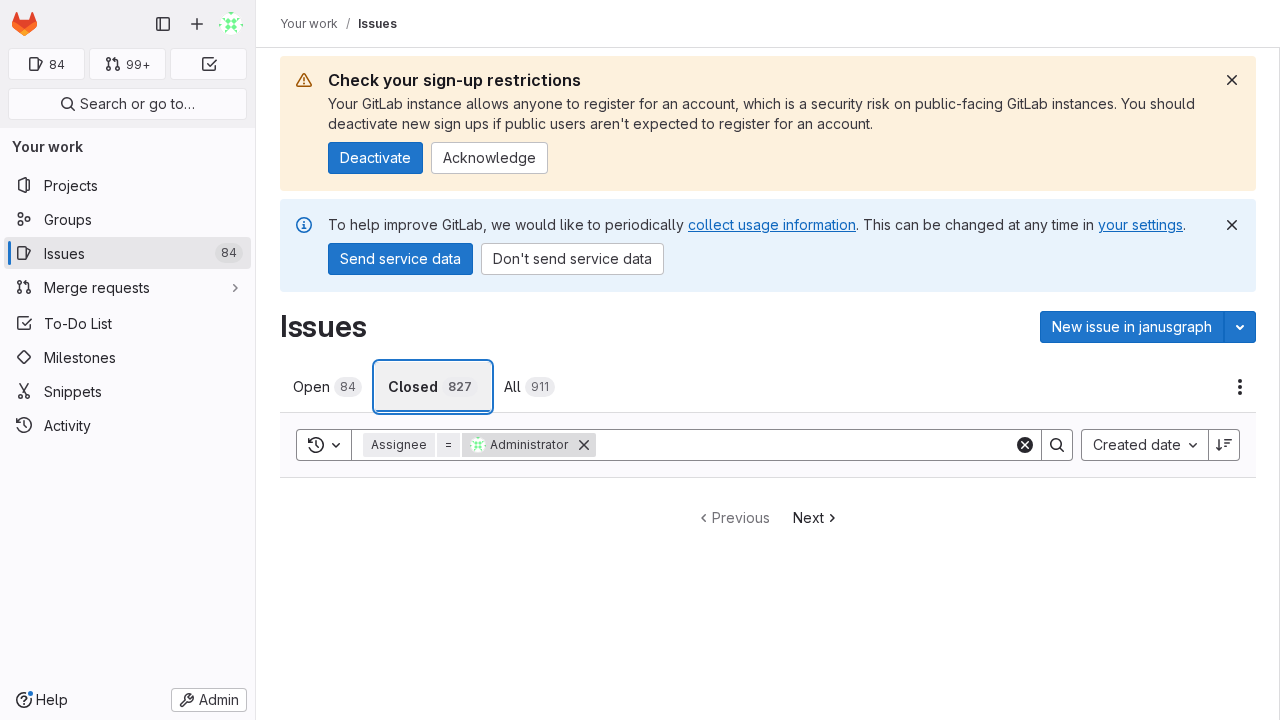 Your work / Issues
84
99+
Search or go to…
Your work
Projects
Groups
Issues 84
Merge requests
To-Do List
Milestones
Snippets
Activity
Help
Admin
Check your sign-up restrictions
Your GitLab instance allows anyone to register for an account, which is a security risk on public-facing GitLab instances. You should
deactivate new sign ups if public users aren't expected to register for an account.
Deactivate
Acknowledge
To help improve GitLab, we would like to periodically collect usage information. This can be changed at any time in your settings.
Send service data
Don't send service data
Issues
New issue in janusgraph
Open 84
Closed 827
All 911
Assignee = Administrator
Created date
Previous
Next